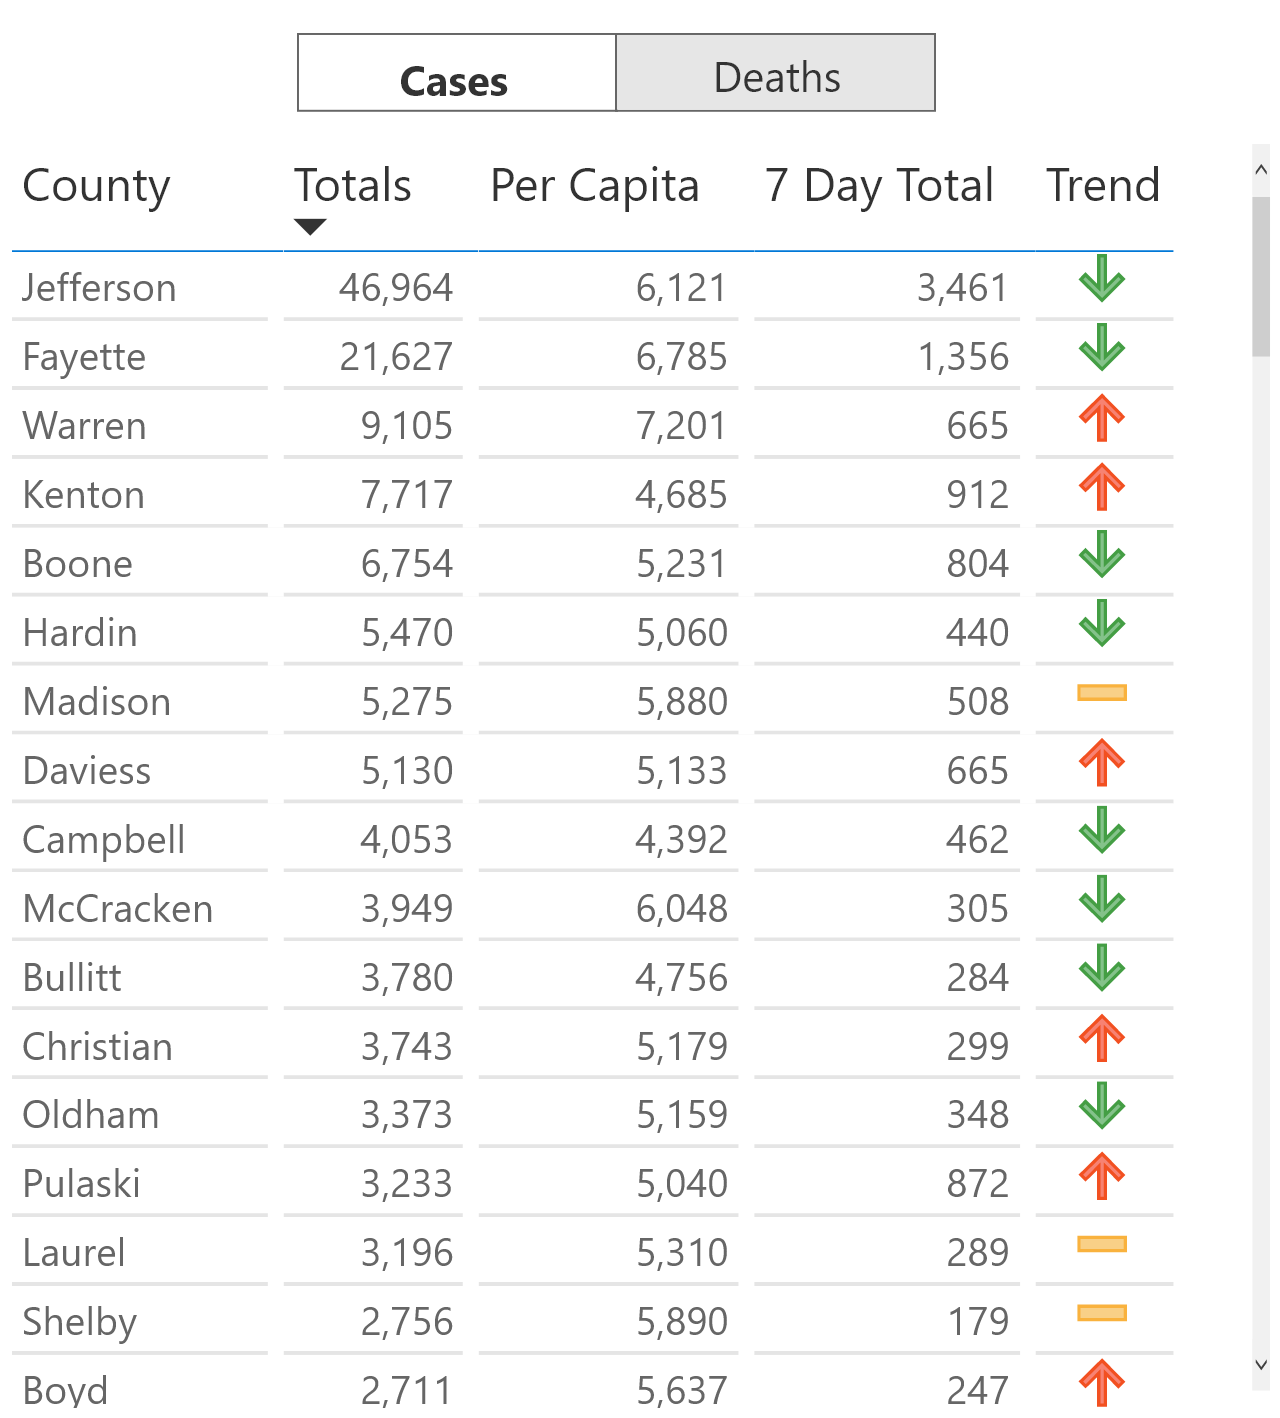 Cases Deaths
County Totals Per Capita 7 Day Total Trend
Jefferson 46,964 6,121 3,461
Fayette 21,627 6,785 1,356
Warren 9,105 7,201 665
Kenton 7,717 4,685 912
Boone 6,754 5,231 804
Hardin 5,470 5,060 440
Madison 5,275 5,880 508
Daviess 5,130 5,133 665
Campbell 4,053 4,392 462
McCracken 3,949 6,048 305
Bullitt 3,780 4,756 284
Christian 3,743 5,179 299
Oldham 3,373 5,159 348
Pulaski 3,233 5,040 872
Laurel 3,196 5,310 289
Shelby 2,756 5,890 179
Boyd 2,711 5,637 247